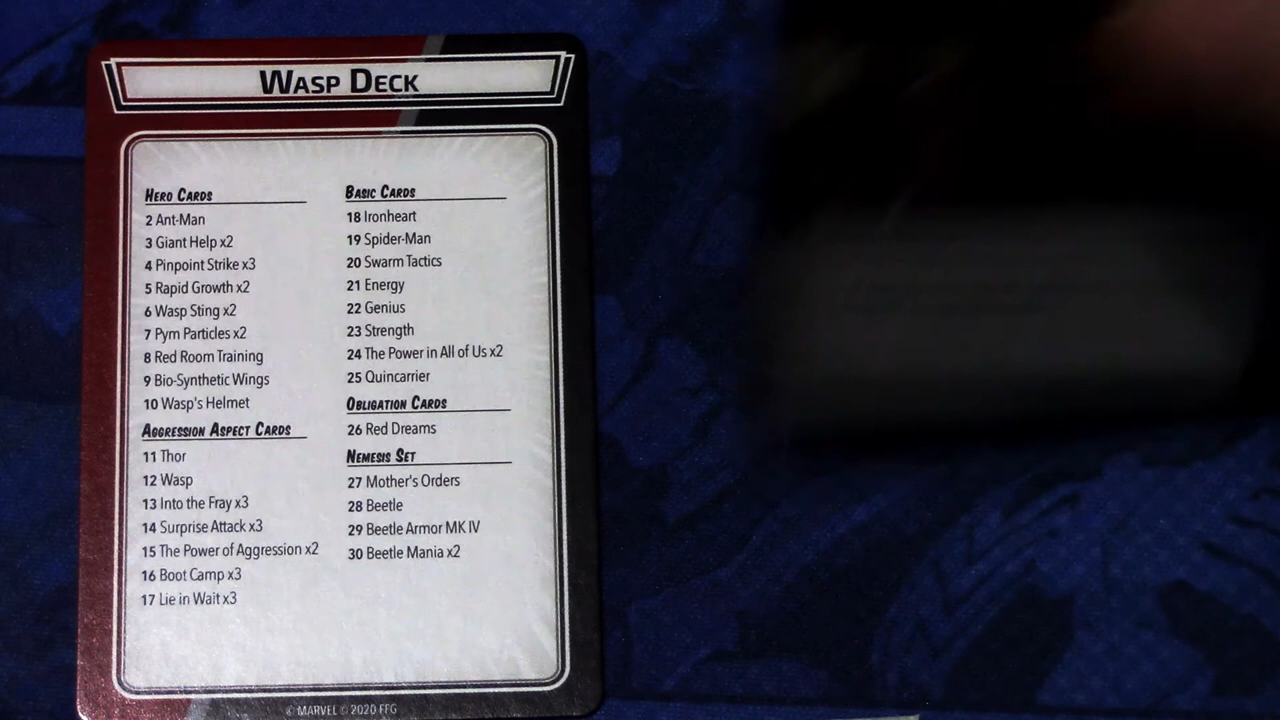 WASP DECK
HERO CARDS
2 Ant-Man
3 Giant Help x2
4 Pinpoint Strike x3
5 Rapid Growth x2
6 Wasp Sting x2
7 Pym Particles x2
8 Red Room Training
9 Bio-Synthetic Wings
10 Wasp's Helmet
AGGRESSION ASPECT CARDS
11 Thor
12 Wasp
13 Into the Fray x3
14 Surprise Attack x3
15 The Power of Aggression x2
16 Boot Camp x3
17 Lie in Wait x3
BASIC CARDS
18 Ironheart
19 Spider-Man
20 Swarm Tactics
21 Energy
22 Genius
23 Strength
24 The Power in All of Us x2
25 Quincarrier
OBLIGATION CARDS
26 Red Dreams
NEMESIS SET
27 Mother's Orders
28 Beetle
29 Beetle Armor MK IV
30 Beetle Mania x2
© MARVEL © 2020 FFG